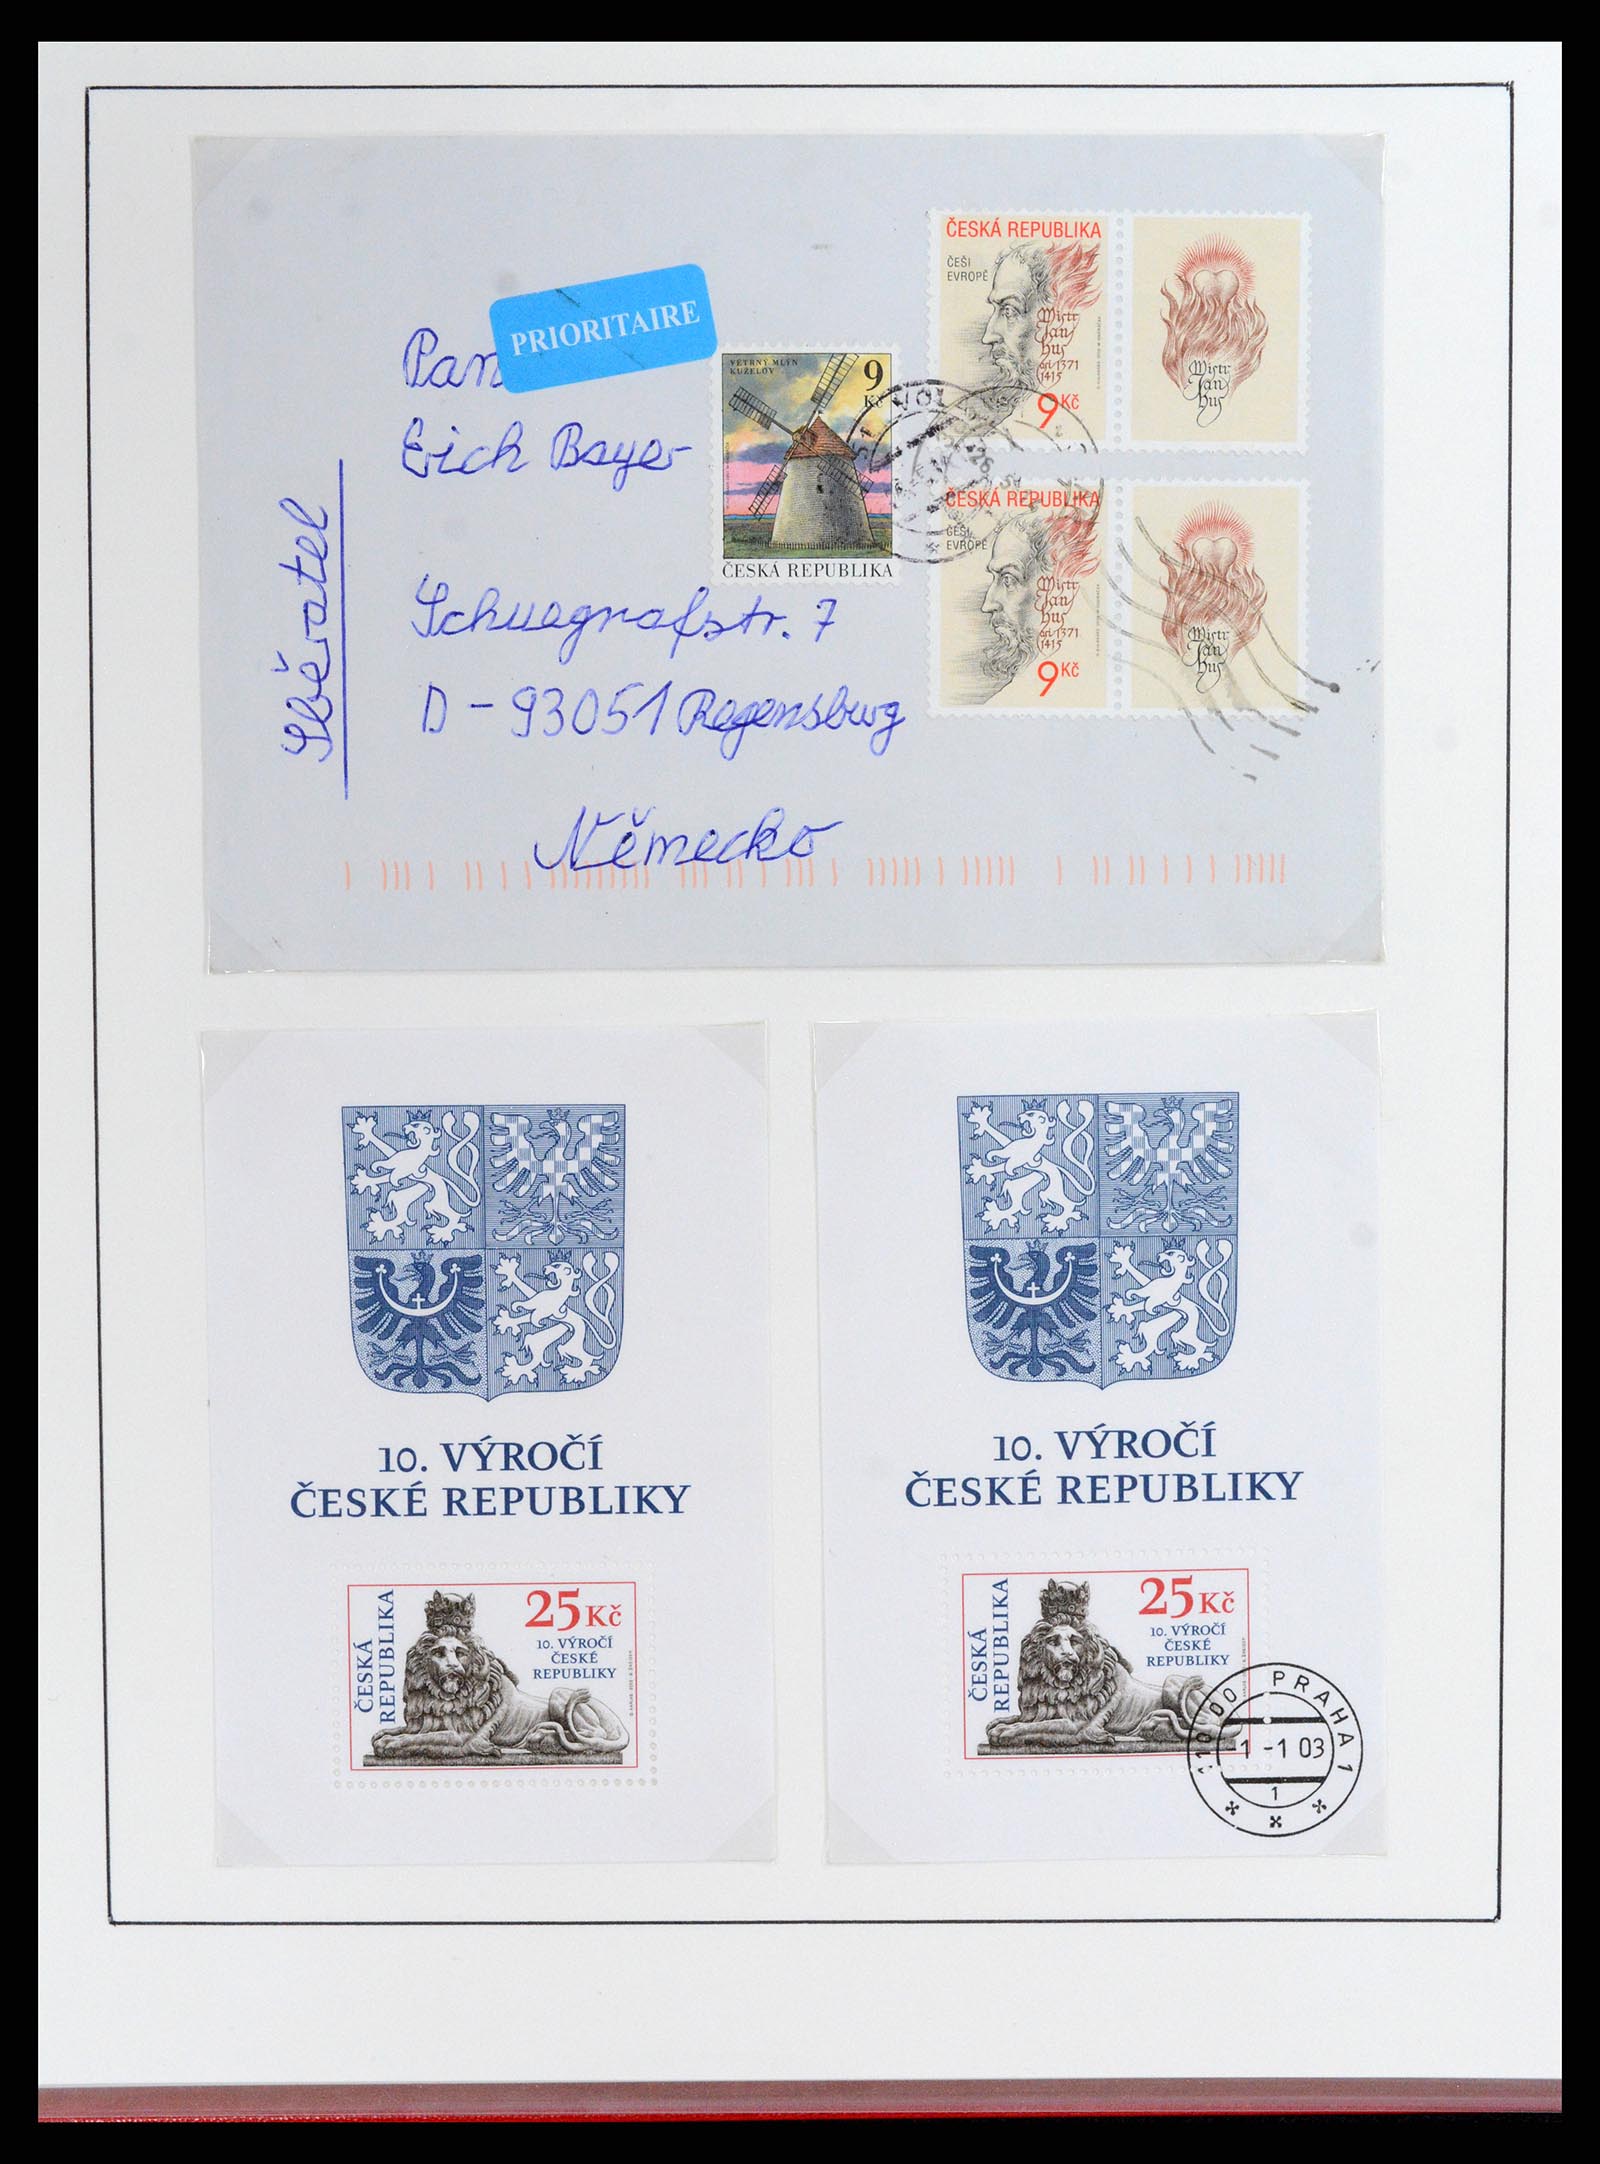 PRIORITAIRE
Pan
Erich Bayer
Schuegrafstr. 7
D - 93051 Regensburg
Německo
Sběratel
VĚTRNÝ MLÝN
KUŽELOV
9
Kč
ČESKÁ REPUBLIKA
ČESKÁ REPUBLIKA
ČEŠI
EVROPĚ
Mistr
Jan
Hus
1371
1415
9 Kč
Mistr
Jan
Hus
ČESKÁ REPUBLIKA
ČEŠI
EVROPĚ
Mistr
Jan
Hus
1371
1415
9 Kč
Mistr
Jan
Hus
10. VÝROČÍ
ČESKÉ REPUBLIKY
ČESKÁ
REPUBLIKA
25 Kč
10. VÝROČÍ
ČESKÉ
REPUBLIKY
10. VÝROČÍ
ČESKÉ REPUBLIKY
ČESKÁ
REPUBLIKA
25 Kč
10. VÝROČÍ
ČESKÉ
REPUBLIKY
110 00 PRAHA 1
-1 -1 03
1